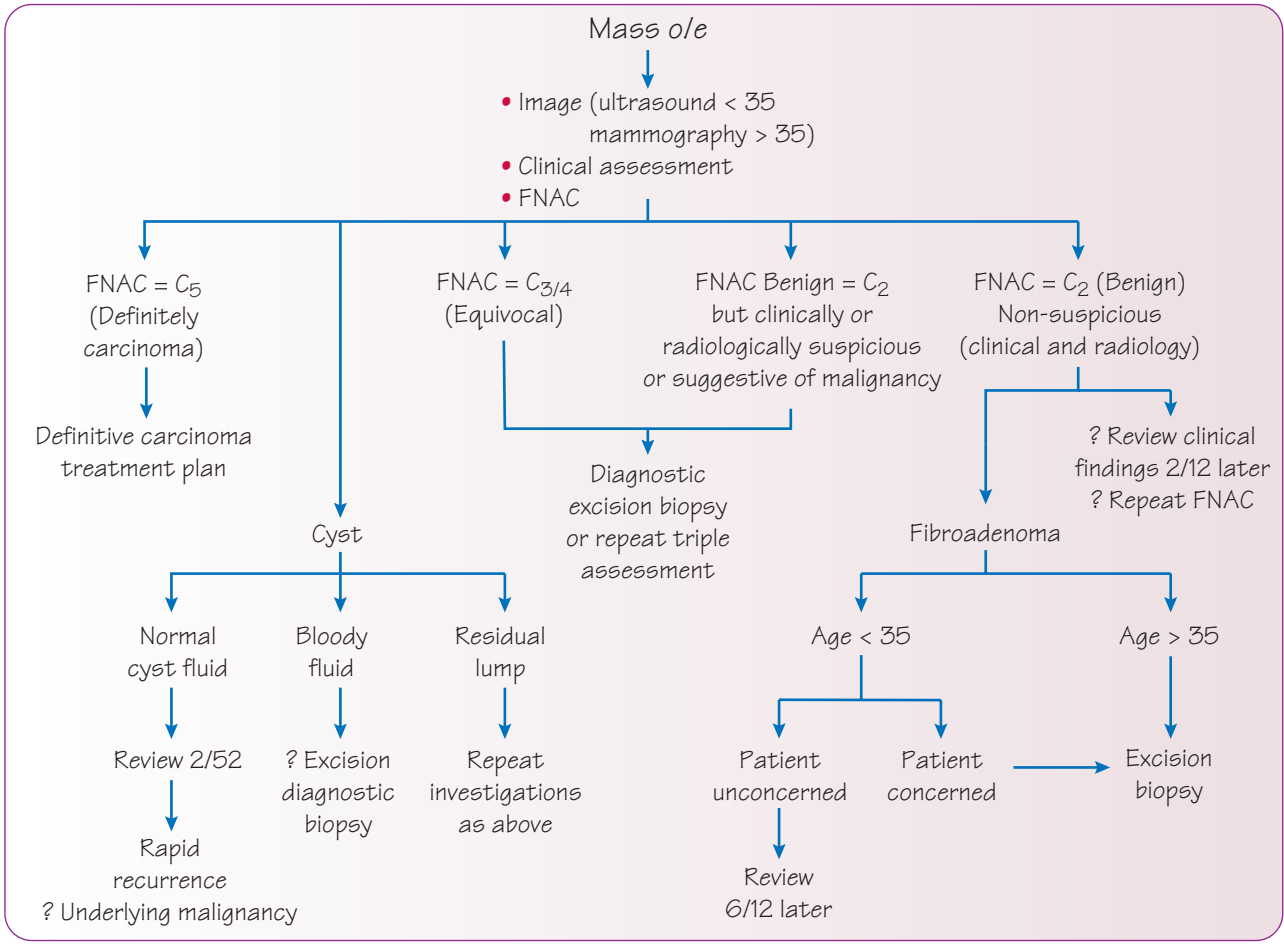 Mass o/e
• Image (ultrasound < 35
mammography > 35)
• Clinical assessment
• FNAC
FNAC = C5
(Definitely
carcinoma)
Definitive carcinoma
treatment plan
Cyst
Normal
cyst fluid
Review 2/52
Rapid
recurrence
? Underlying malignancy
Bloody
fluid
? Excision
diagnostic
biopsy
Residual
lump
Repeat
investigations
as above
FNAC = C3/4
(Equivocal)
FNAC Benign = C2
but clinically or
radiologically suspicious
or suggestive of malignancy
Diagnostic
excision biopsy
or repeat triple
assessment
FNAC = C2 (Benign)
Non-suspicious
(clinical and radiology)
? Review clinical
findings 2/12 later
? Repeat FNAC
Fibroadenoma
Age < 35
Patient
unconcerned
Review
6/12 later
Patient
concerned
Age > 35
Excision
biopsy